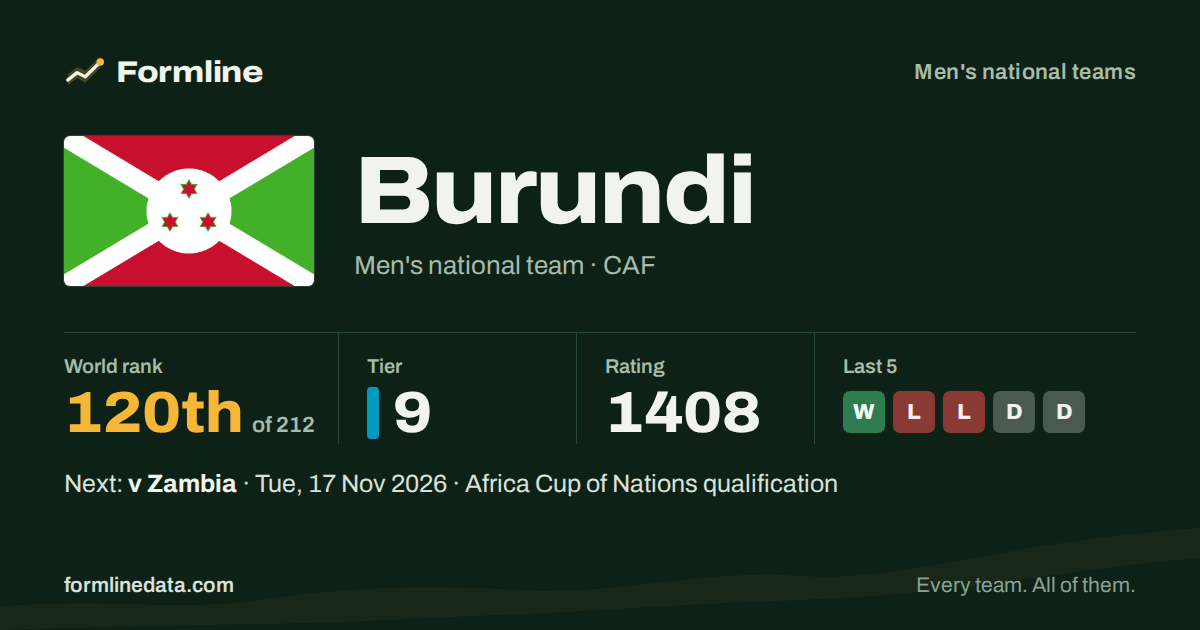 Formline
Men's national teams
Burundi
Men's national team · CAF
World rank
120th of 212
Tier
9
Rating
1408
Last 5
W L L D D
Next: v Zambia · Tue, 17 Nov 2026 · Africa Cup of Nations qualification
formlinedata.com
Every team. All of them.